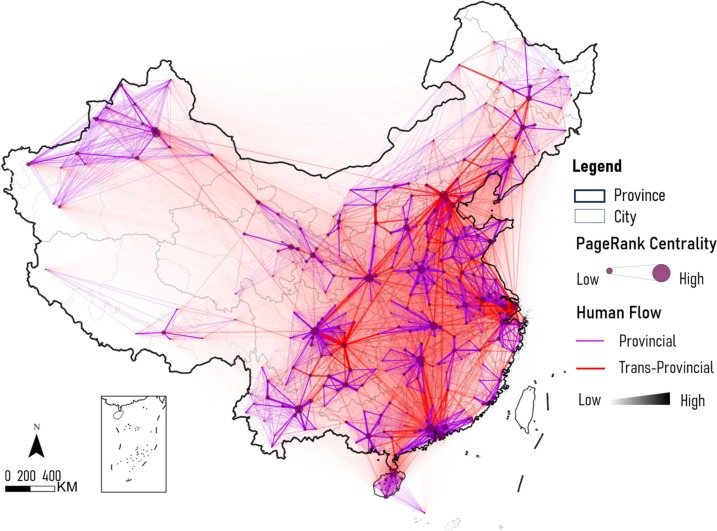 Legend
Province
City
PageRank Centrality
Low High
Human Flow
Provincial
Trans-Provincial
Low High
N
0 200 400
KM